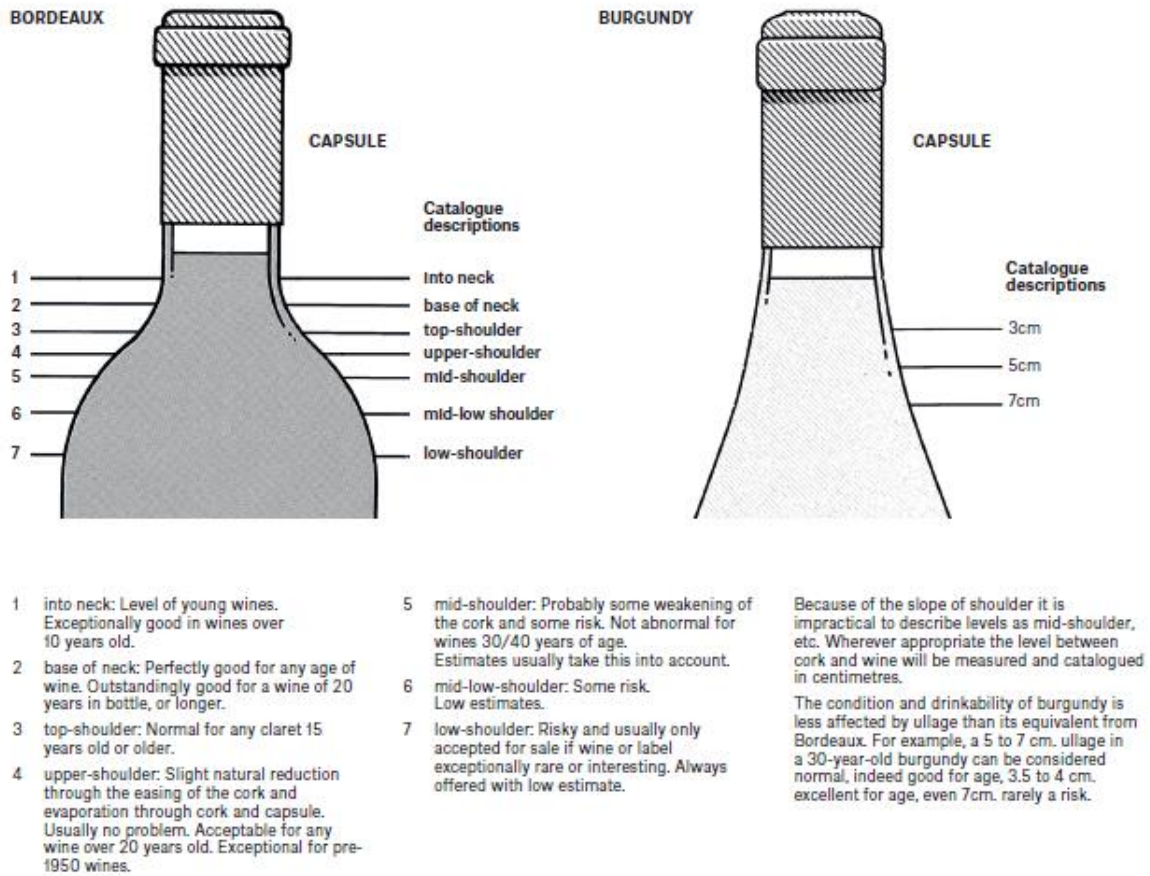 BORDEAUX
CAPSULE
Catalogue
descriptions
1
into neck
2
base of neck
3
top-shoulder
4
upper-shoulder
5
mid-shoulder
6
mid-low shoulder
7
low-shoulder
BURGUNDY
CAPSULE
Catalogue
descriptions
3cm
5cm
7cm
1 into neck: Level of young wines.
Exceptionally good in wines over
10 years old.
2 base of neck: Perfectly good for any age of
wine. Outstandingly good for a wine of 20
years in bottle, or longer.
3 top-shoulder: Normal for any claret 15
years old or older.
4 upper-shoulder: Slight natural reduction
through the easing of the cork and
evaporation through cork and capsule.
Usually no problem. Acceptable for any
wine over 20 years old. Exceptional for pre-
1950 wines.
5 mid-shoulder: Probably some weakening of
the cork and some risk. Not abnormal for
wines 30/40 years of age.
Estimates usually take this into account.
6 mid-low-shoulder: Some risk.
Low estimates.
7 low-shoulder: Risky and usually only
accepted for sale if wine or label
exceptionally rare or interesting. Always
offered with low estimate.
Because of the slope of shoulder it is
impractical to describe levels as mid-shoulder,
etc. Wherever appropriate the level between
cork and wine will be measured and catalogued
in centimetres.
The condition and drinkability of burgundy is
less affected by ullage than its equivalent from
Bordeaux. For example, a 5 to 7 cm. ullage in
a 30-year-old burgundy can be considered
normal, indeed good for age, 3.5 to 4 cm.
excellent for age, even 7cm. rarely a risk.